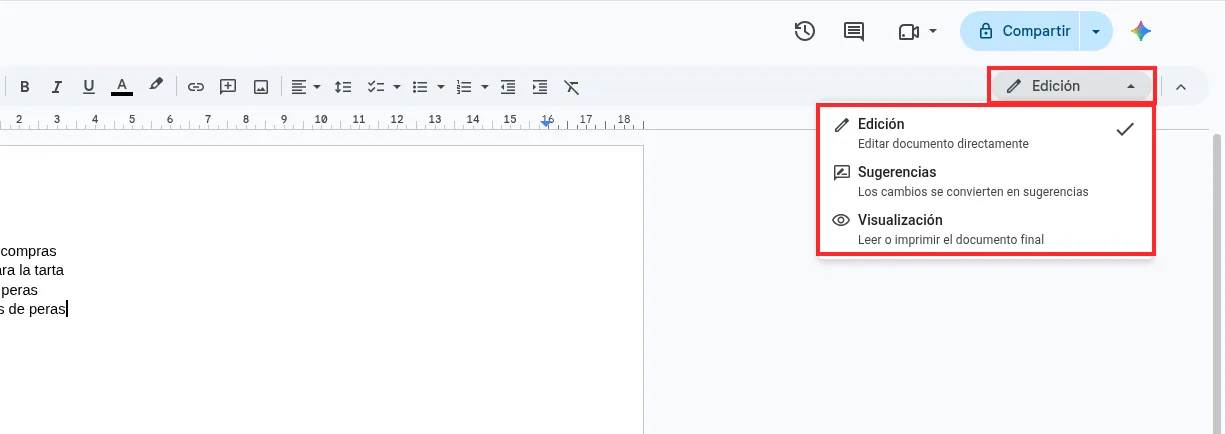 Compartir
B I U A
Edición
2 3 4 5 6 7 8 9 10 11 12 13 14 15 16 17 18
Edición
Editar documento directamente
Sugerencias
Los cambios se convierten en sugerencias
Visualización
Leer o imprimir el documento final
compras
ara la tarta
peras
s de peras